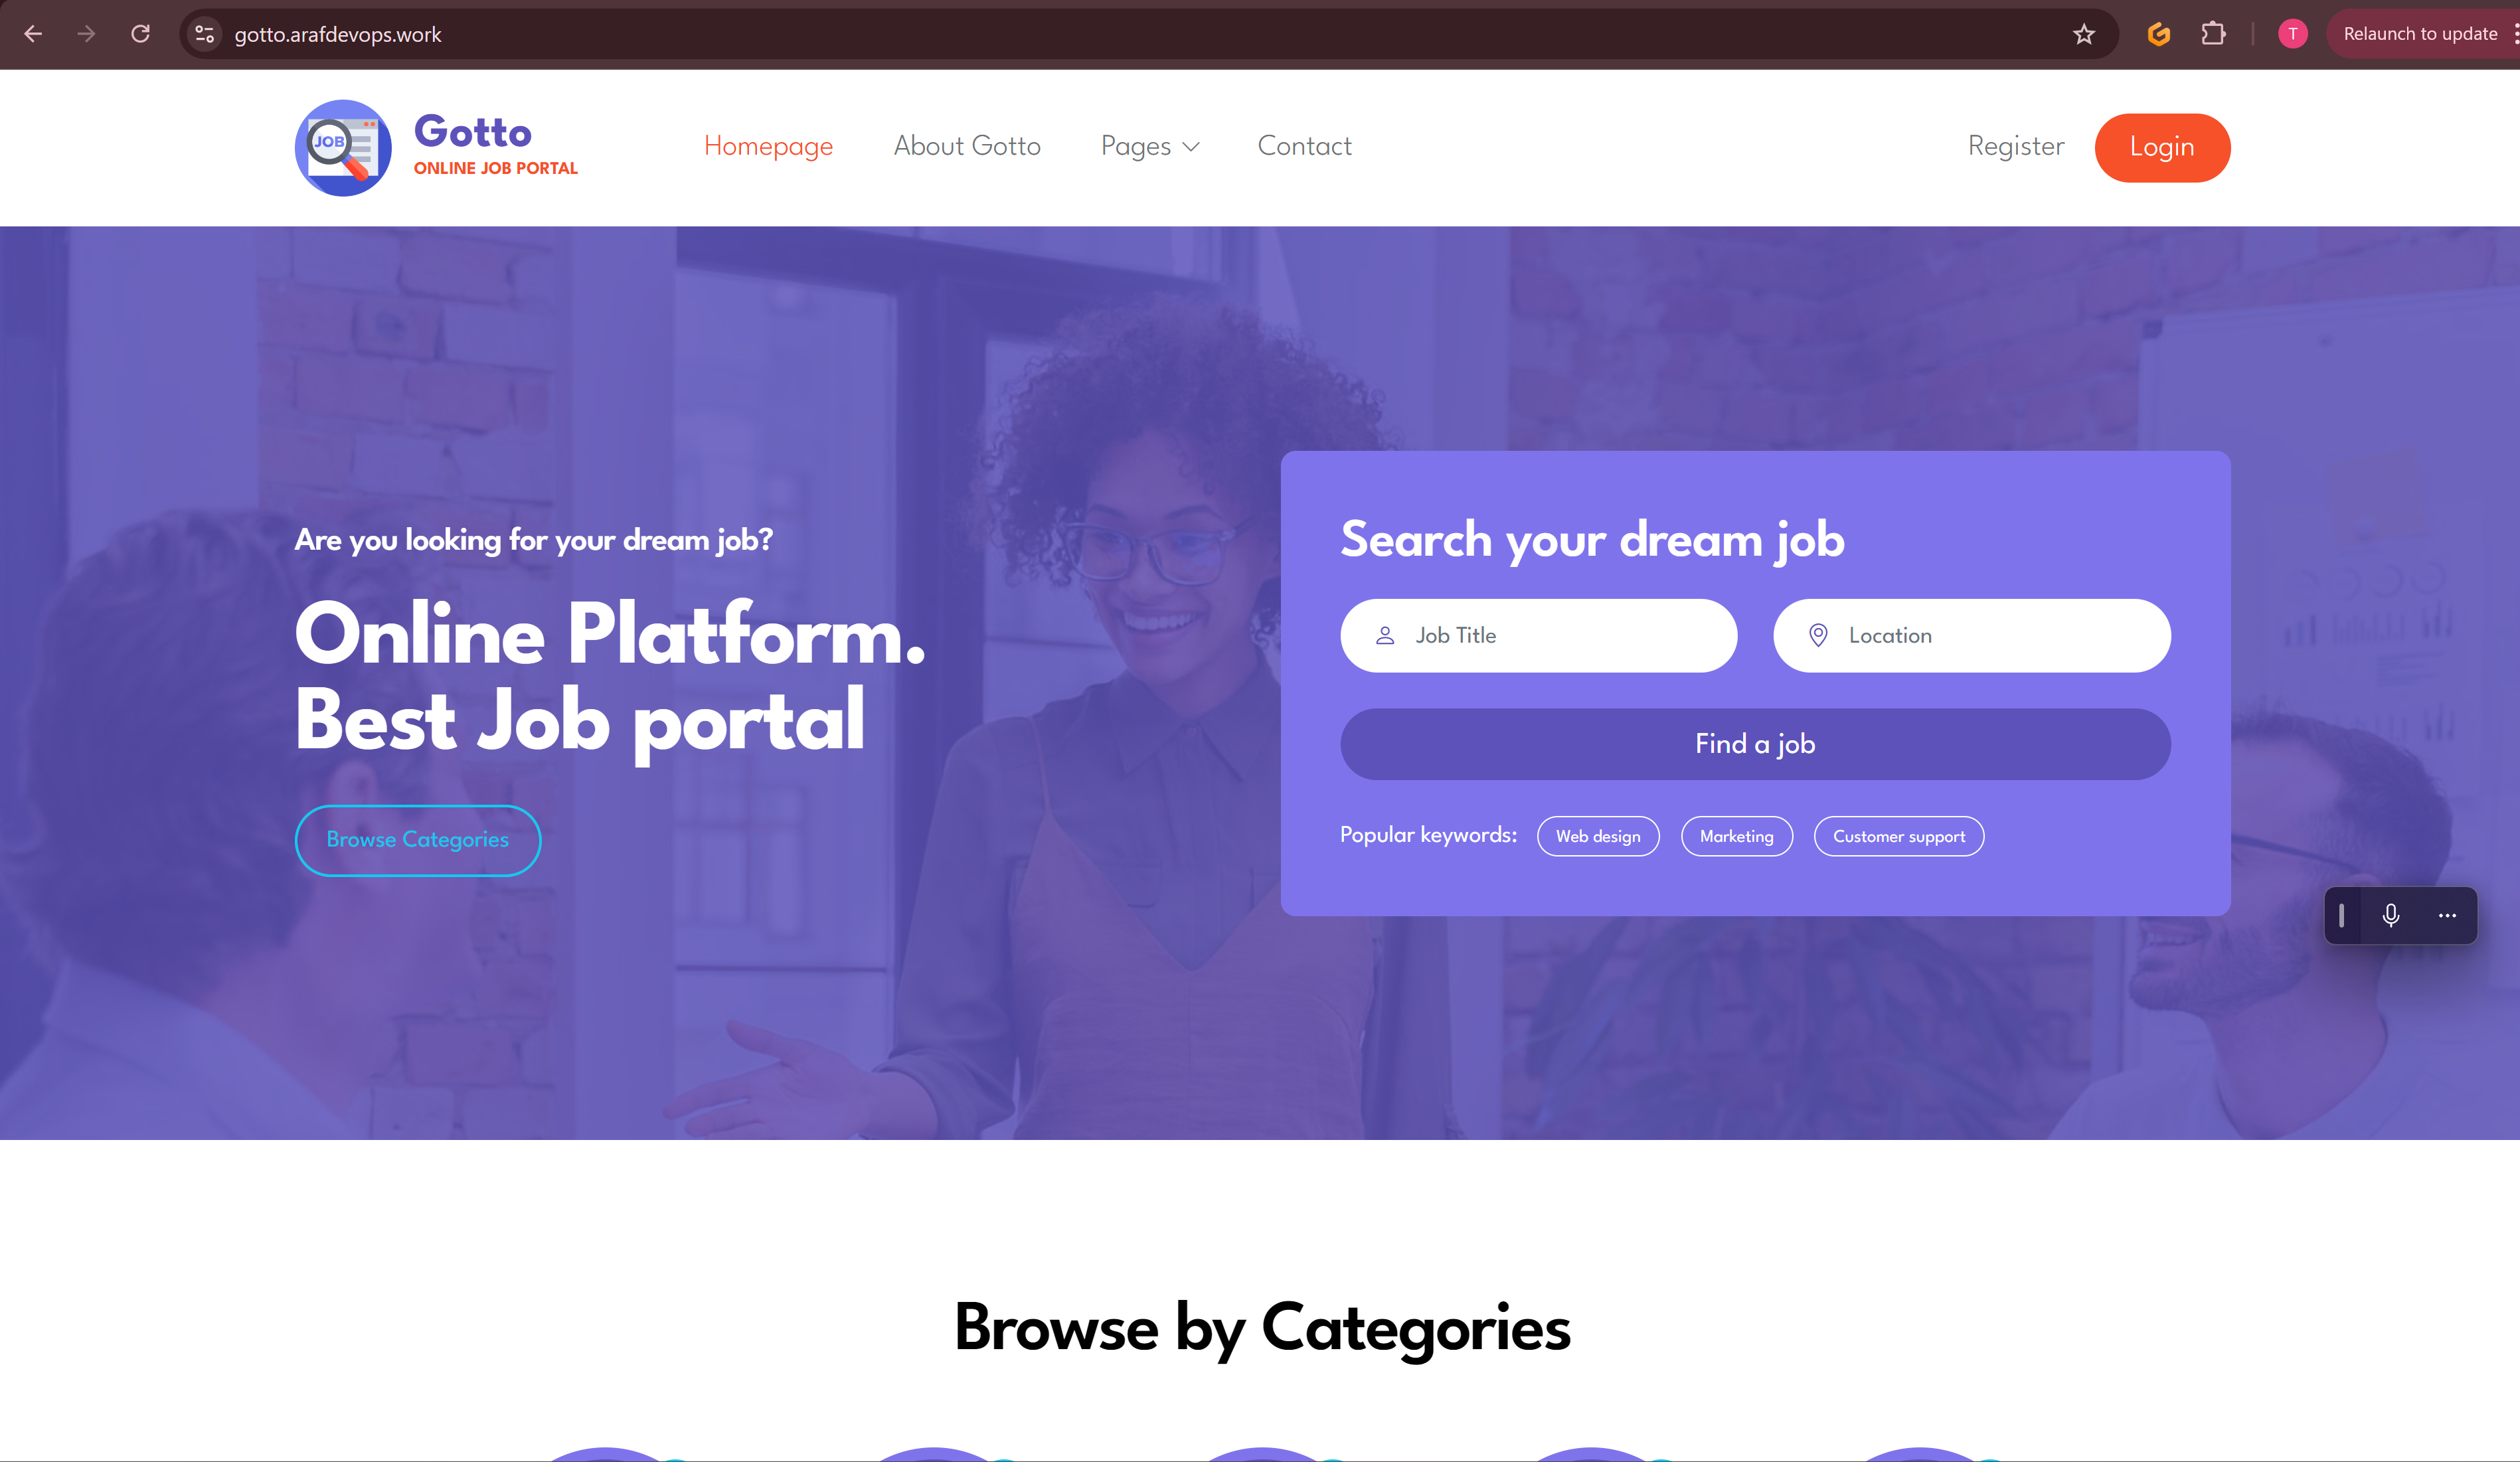 gotto.arafdevops.work
T
Relaunch to update
JOB
Gotto
ONLINE JOB PORTAL
Homepage
About Gotto
Pages
Contact
Register
Login
Are you looking for your dream job?
Online Platform.
Best Job portal
Browse Categories
Search your dream job
Job Title
Location
Find a job
Popular keywords:
Web design
Marketing
Customer support
Browse by Categories